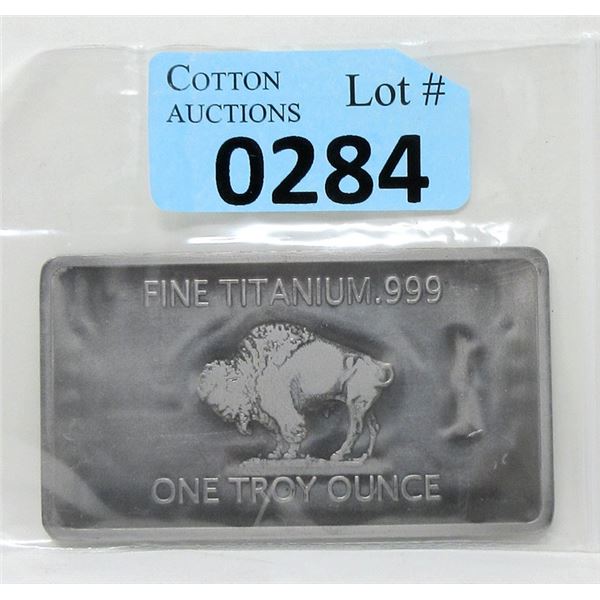 COTTON Lot #
AUCTIONS
0284
FINE TITANIUM.999
ONE TROY OUNCE